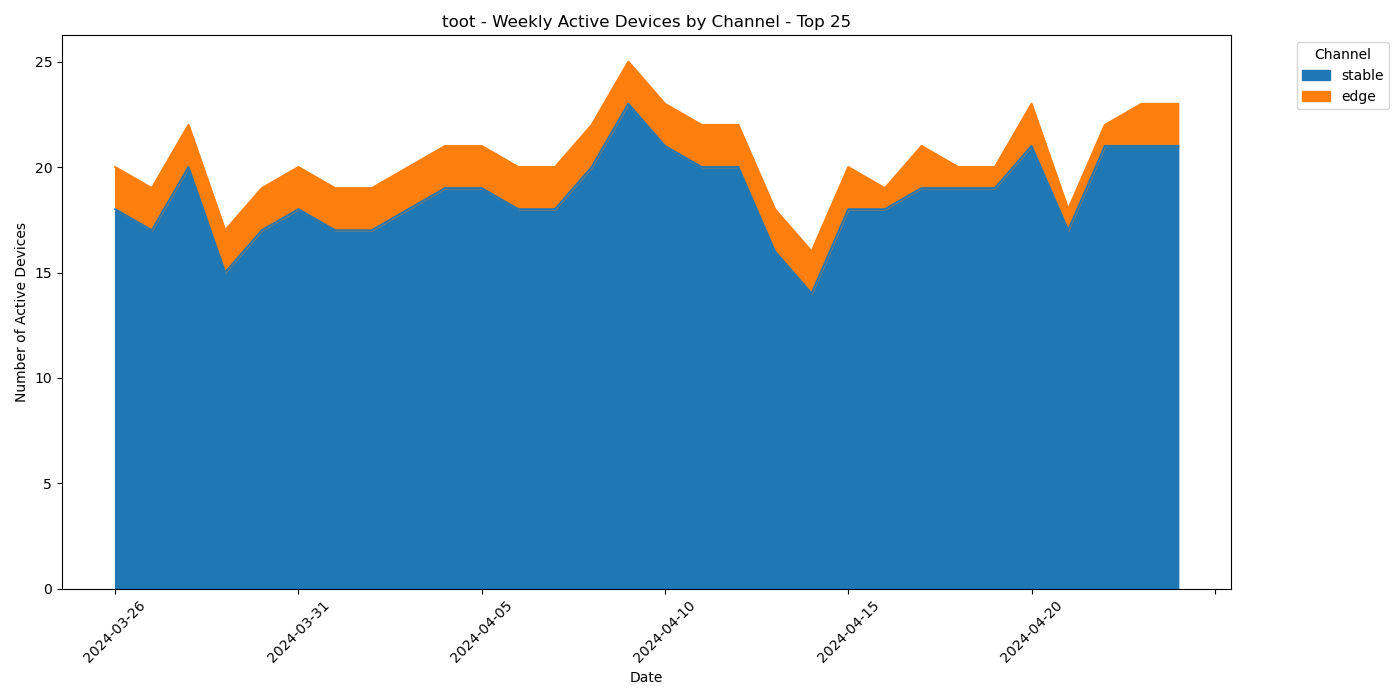 toot - Weekly Active Devices by Channel - Top 25
Channel
stable
edge
Number of Active Devices
25
20
15
10
5
0
2024-03-26
2024-03-31
2024-04-05
2024-04-10
2024-04-15
2024-04-20
Date